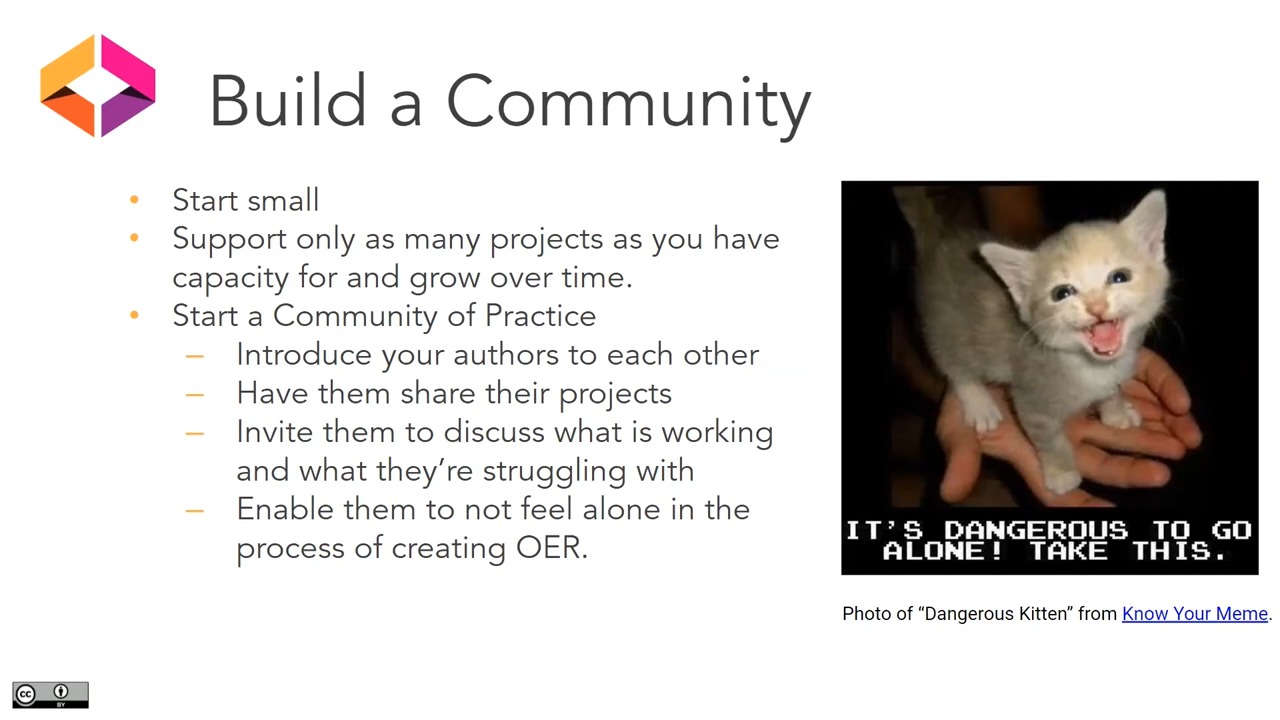 Build a Community
• Start small
• Support only as many projects as you have
capacity for and grow over time.
• Start a Community of Practice
– Introduce your authors to each other
– Have them share their projects
– Invite them to discuss what is working
and what they’re struggling with
– Enable them to not feel alone in the
process of creating OER.
IT'S DANGEROUS TO GO
ALONE! TAKE THIS.
Photo of “Dangerous Kitten” from Know Your Meme.
cc
BY